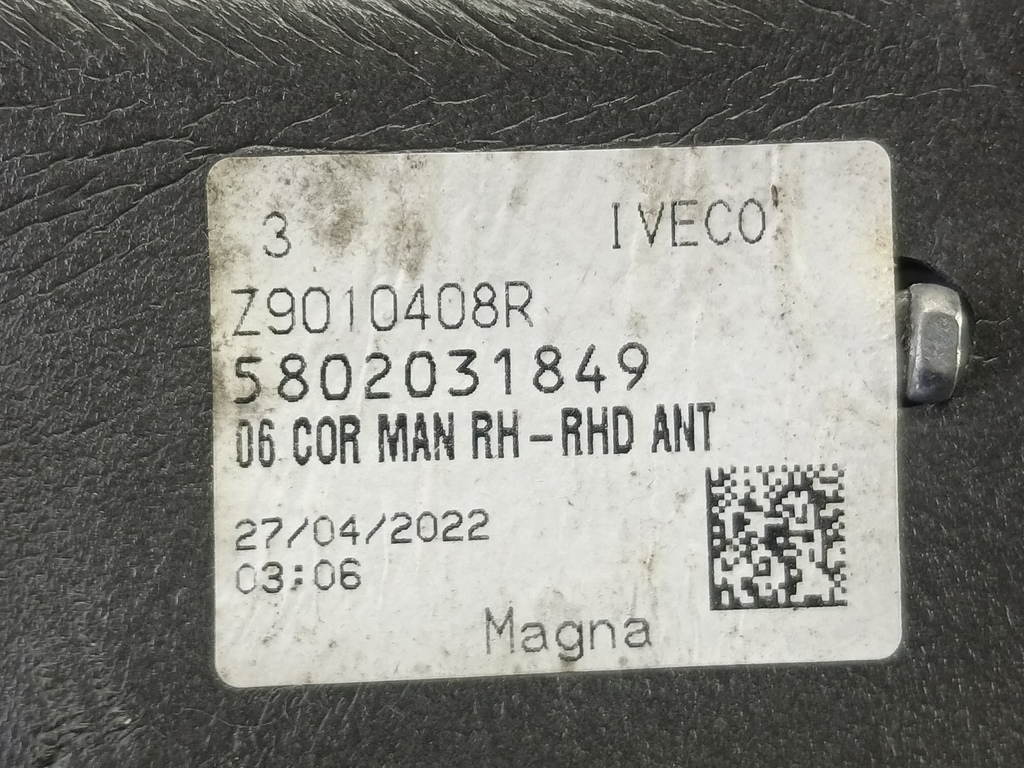 3 IVECO
Z9010408R
5802031849
06 COR MAN RH-RHD ANT
27/04/2022
03:06
Magna